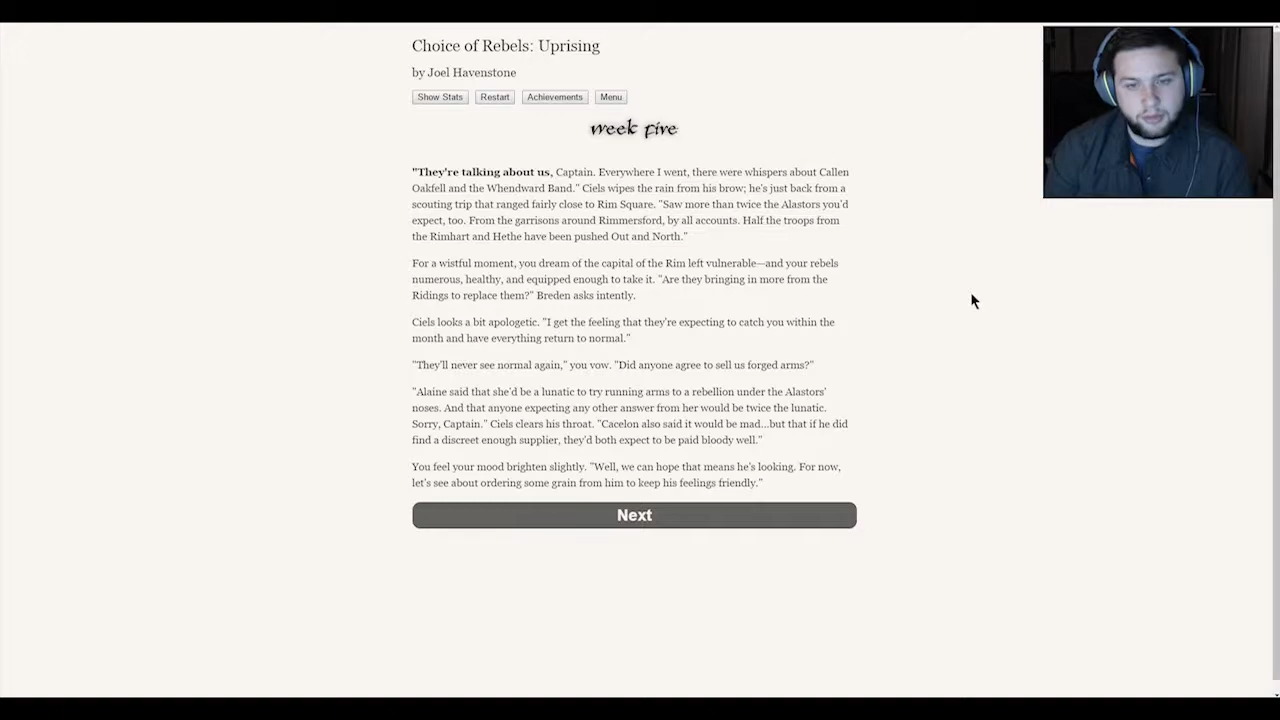 Choice of Rebels: Uprising
by Joel Havenstone
Show Stats Restart Achievements Menu
week five
"They're talking about us, Captain. Everywhere I went, there were whispers about Callen
Oakfell and the Whendward Band." Ciels wipes the rain from his brow; he's just back from a
scouting trip that ranged fairly close to Rim Square. "Saw more than twice the Alastors you'd
expect, too. From the garrisons around Rimmersford, by all accounts. Half the troops from
the Rimhart and Hethe have been pushed Out and North."
For a wistful moment, you dream of the capital of the Rim left vulnerable—and your rebels
numerous, healthy, and equipped enough to take it. "Are they bringing in more from the
Ridings to replace them?" Breden asks intently.
Ciels looks a bit apologetic. "I get the feeling that they're expecting to catch you within the
month and have everything return to normal."
"They'll never see normal again," you vow. "Did anyone agree to sell us forged arms?"
"Alaine said that she'd be a lunatic to try running arms to a rebellion under the Alastors'
noses. And that anyone expecting any other answer from her would be twice the lunatic.
Sorry, Captain." Ciels clears his throat. "Cacelon also said it would be mad...but that if he did
find a discreet enough supplier, they'd both expect to be paid bloody well."
You feel your mood brighten slightly. "Well, we can hope that means he's looking. For now,
let's see about ordering some grain from him to keep his feelings friendly."
Next